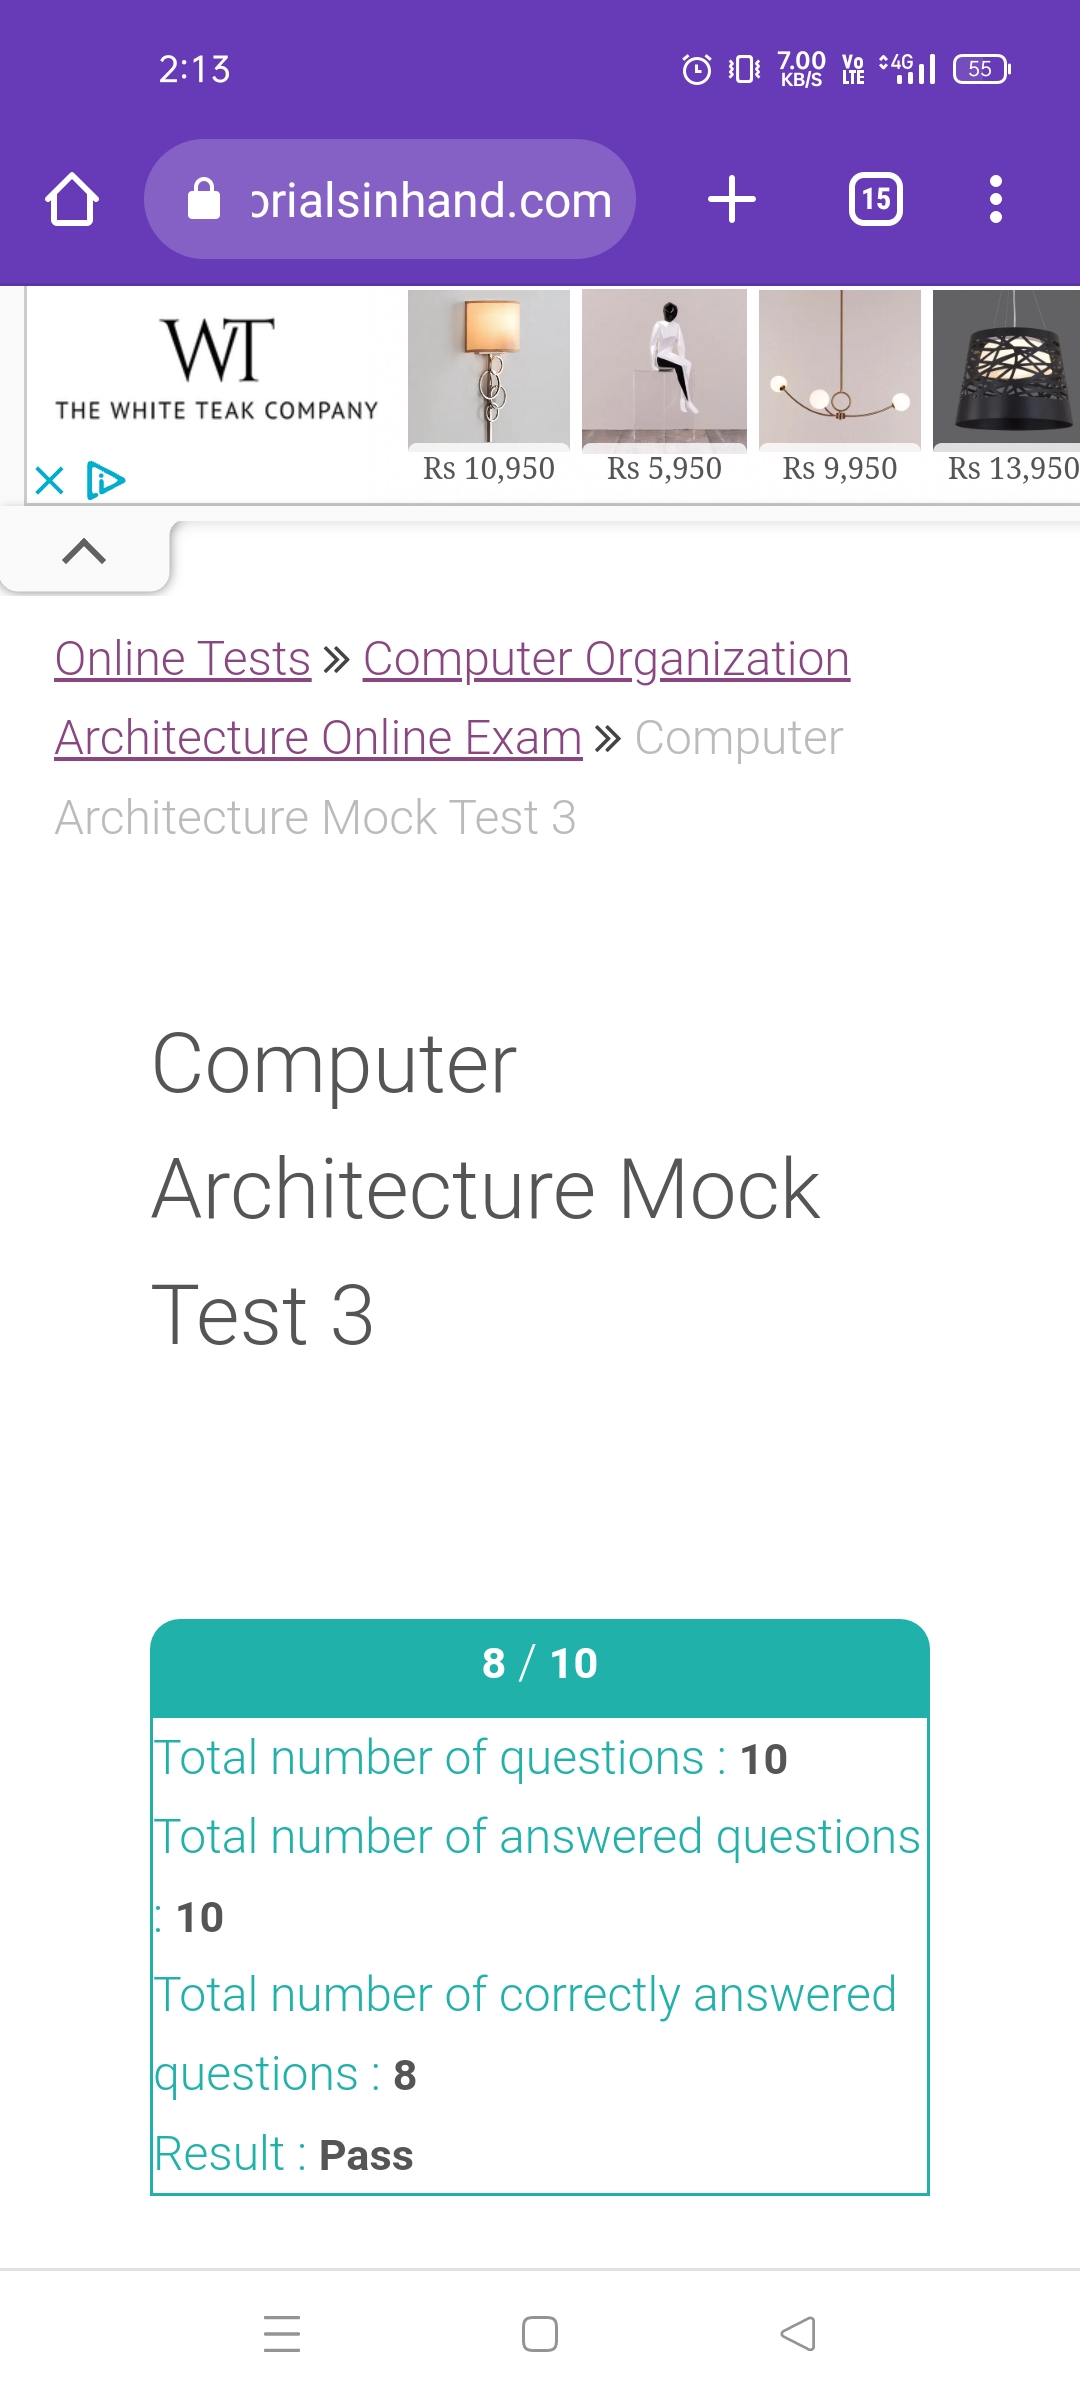 2:13
7.00
KB/S
Vo
LTE
4G
55
orialsinhand.com
15
WT
THE WHITE TEAK COMPANY
Rs 10,950
Rs 5,950
Rs 9,950
Rs 13,950
Online Tests » Computer Organization
Architecture Online Exam » Computer
Architecture Mock Test 3
Computer
Architecture Mock
Test 3
8 / 10
Total number of questions : 10
Total number of answered questions
: 10
Total number of correctly answered
questions : 8
Result : Pass